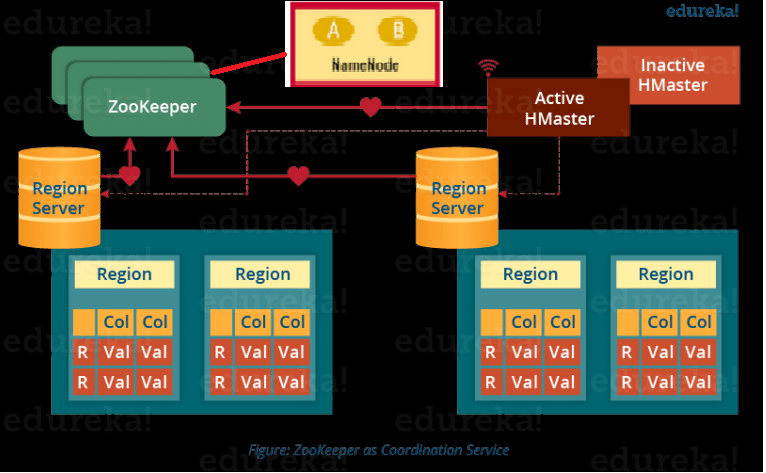 edureka!
A B
NameNode
Inactive
HMaster
Active
HMaster
ZooKeeper
Region
Server
Region
Server
Region
Region
Region
Region
Col Col
Col Col
Col Col
Col Col
R Val Val
R Val Val
R Val Val
R Val Val
R Val Val
R Val Val
R Val Val
R Val Val
Figure: ZooKeeper as Coordination Service